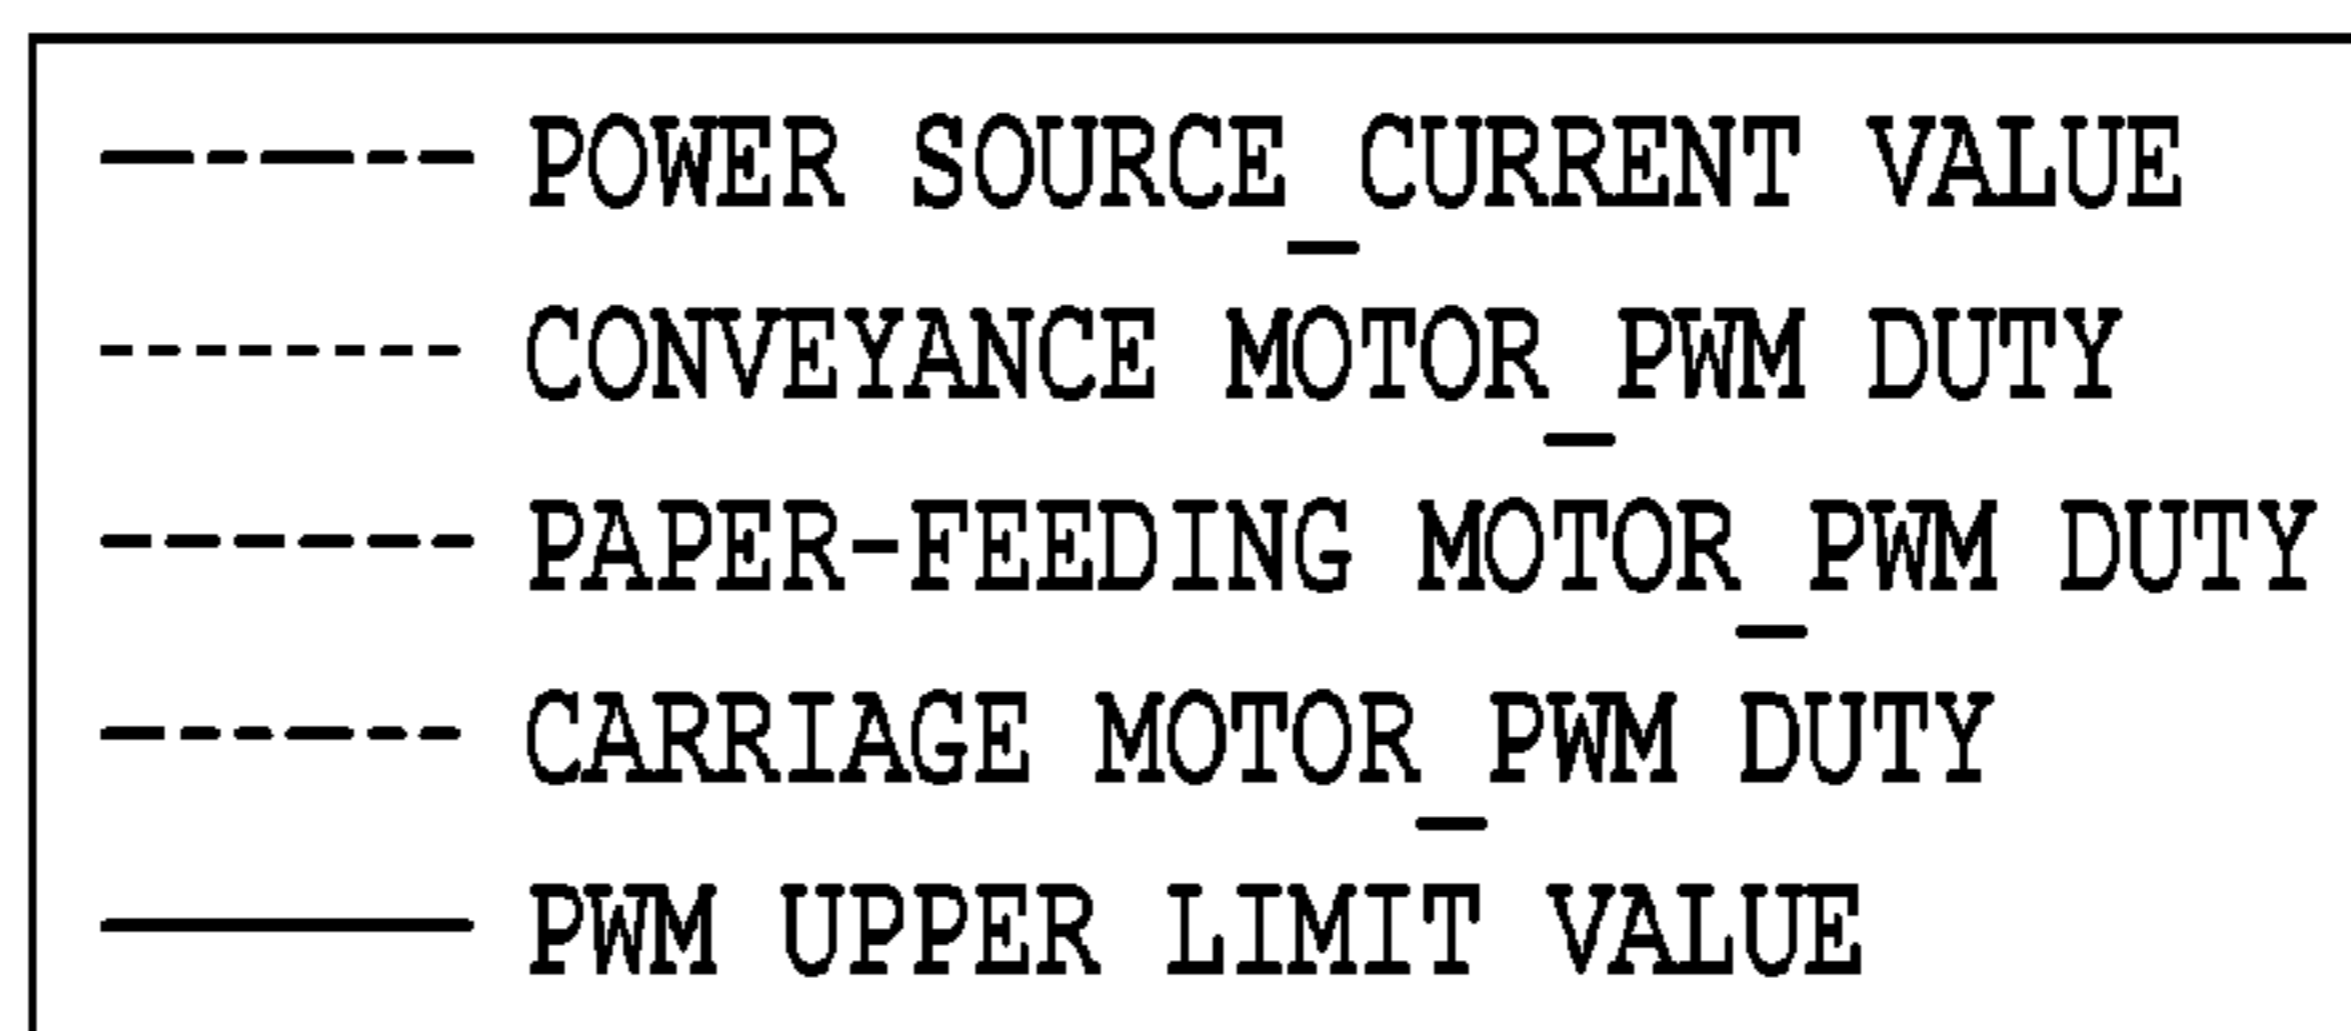 POWER SOURCE_CURRENT VALUE
CONVEYANCE MOTOR_PWM DUTY
PAPER-FEEDING MOTOR_PWM DUTY
CARRIAGE MOTOR_PWM DUTY
PWM UPPER LIMIT VALUE